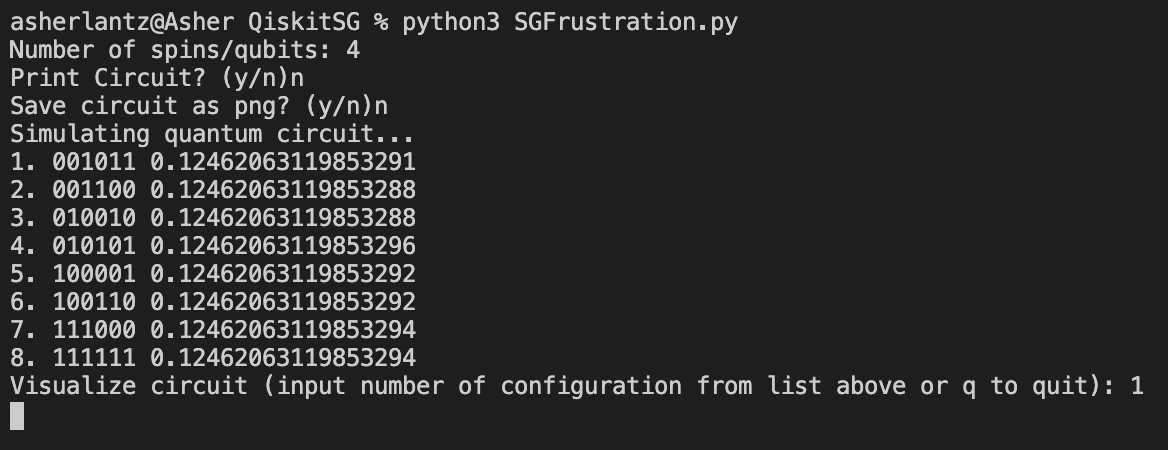 asherlantz@Asher QiskitSG % python3 SGFrustration.py
Number of spins/qubits: 4
Print Circuit? (y/n)n
Save circuit as png? (y/n)n
Simulating quantum circuit...
1. 001011 0.12462063119853291
2. 001100 0.12462063119853288
3. 010010 0.12462063119853288
4. 010101 0.12462063119853296
5. 100001 0.12462063119853292
6. 100110 0.12462063119853292
7. 111000 0.12462063119853294
8. 111111 0.12462063119853294
Visualize circuit (input number of configuration from list above or q to quit): 1